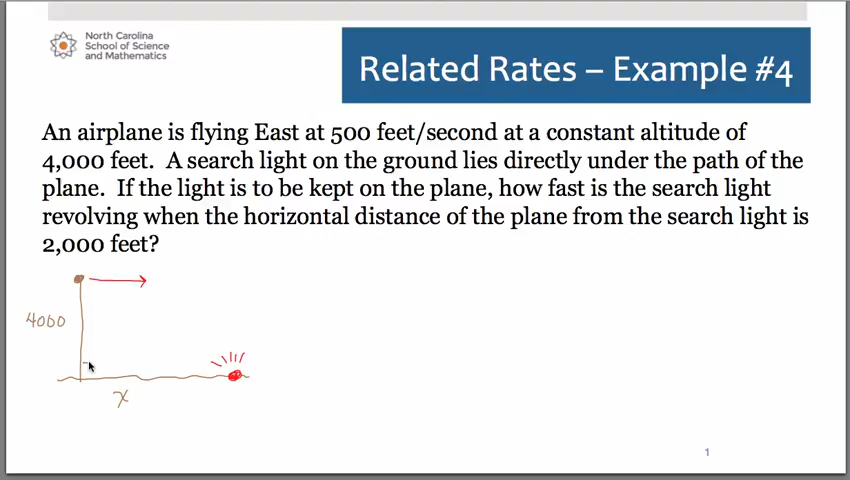 North Carolina
School of Science
and Mathematics
Related Rates – Example #4
An airplane is flying East at 500 feet/second at a constant altitude of
4,000 feet. A search light on the ground lies directly under the path of the
plane. If the light is to be kept on the plane, how fast is the search light
revolving when the horizontal distance of the plane from the search light is
2,000 feet?
4000
x
1